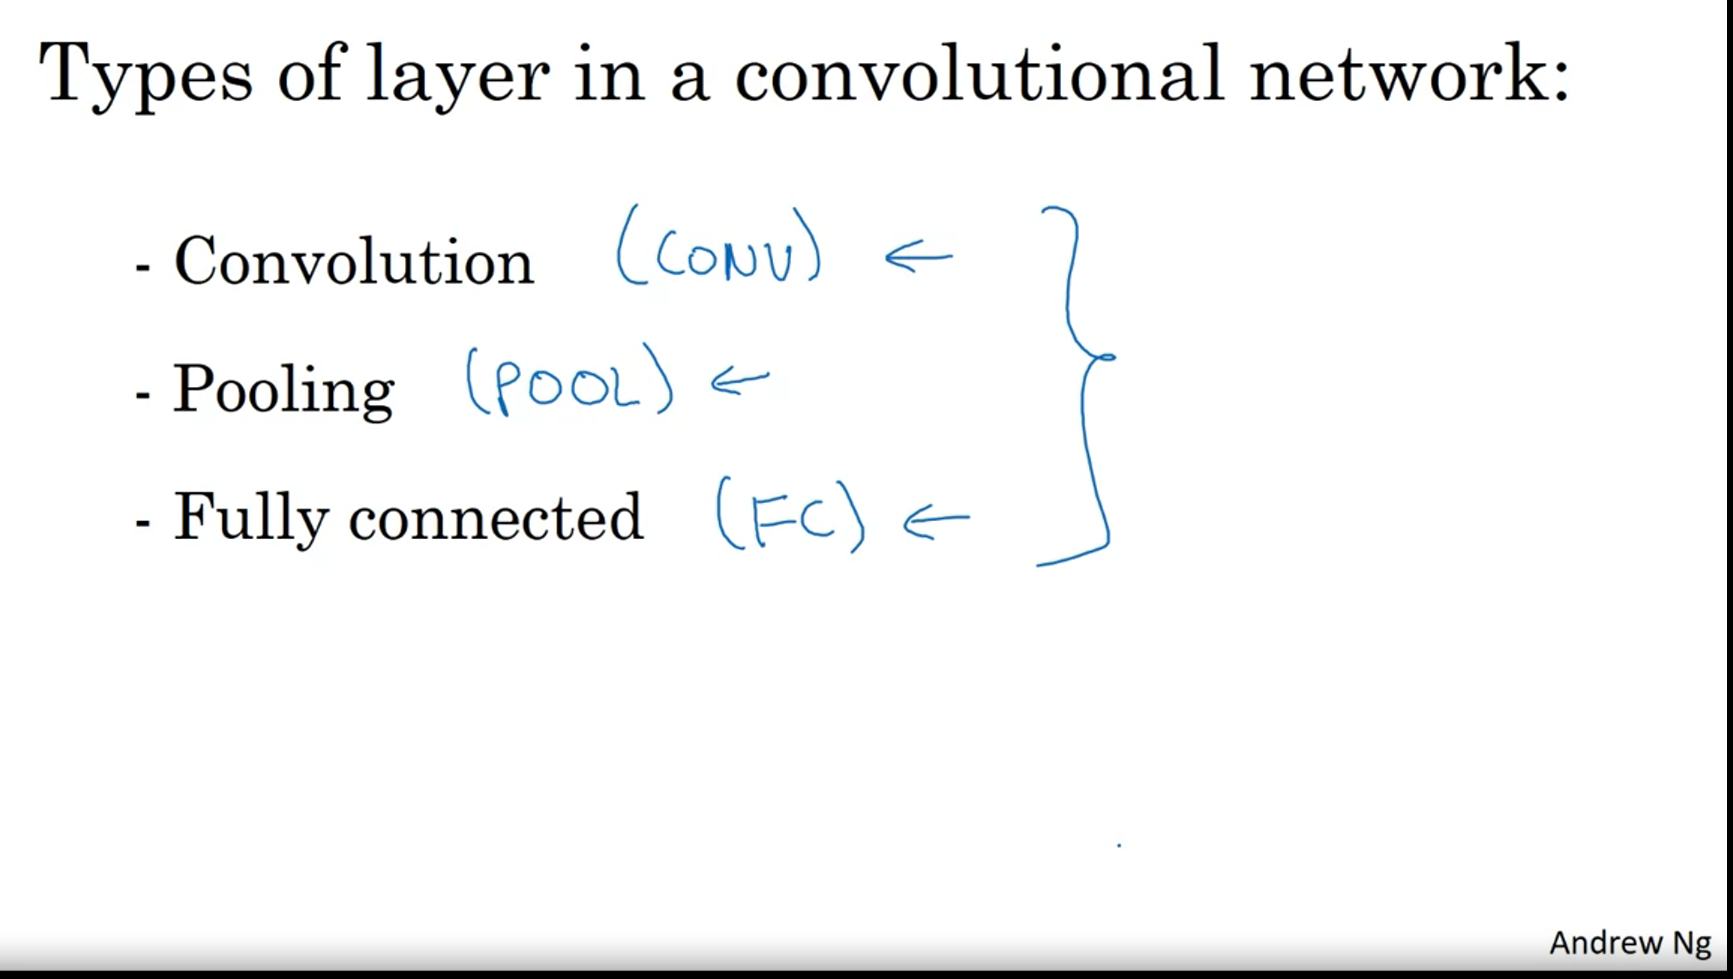 Types of layer in a convolutional network:
- Convolution (CONV) ←
- Pooling (POOL) ←
- Fully connected (FC) ←
Andrew Ng